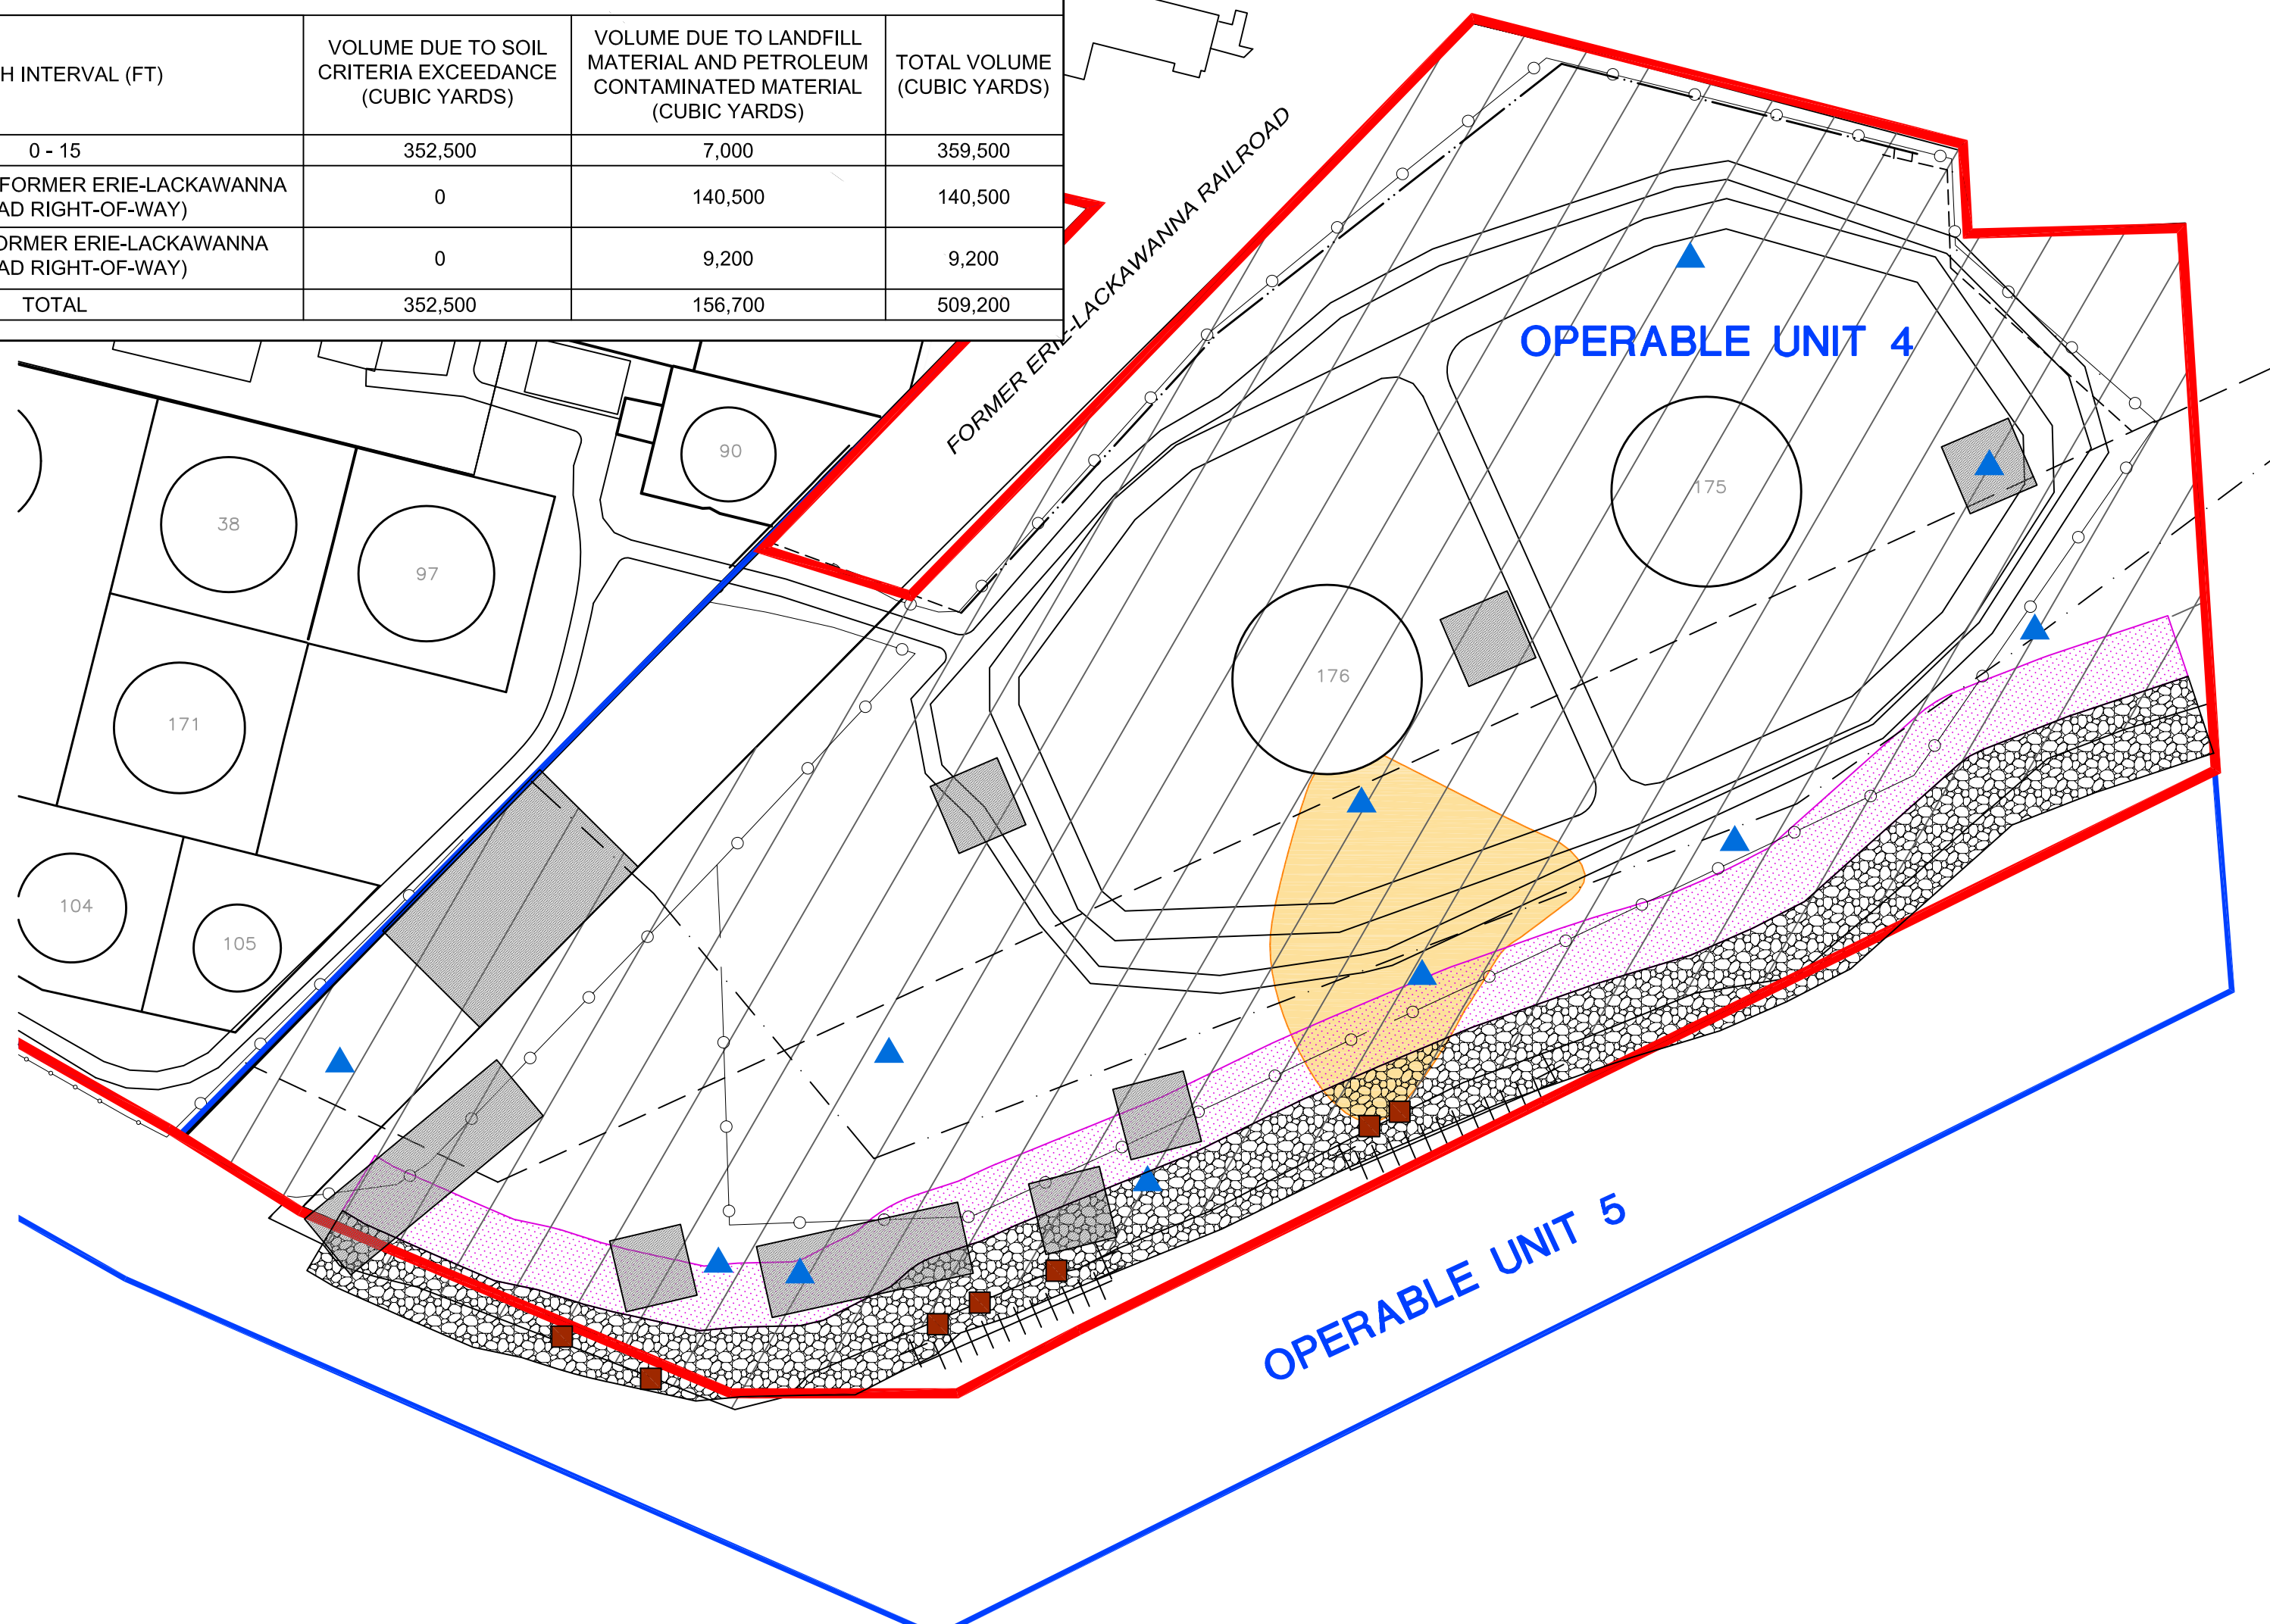 H INTERVAL (FT)
VOLUME DUE TO SOIL
CRITERIA EXCEEDANCE
(CUBIC YARDS)
VOLUME DUE TO LANDFILL
MATERIAL AND PETROLEUM
CONTAMINATED MATERIAL
(CUBIC YARDS)
TOTAL VOLUME
(CUBIC YARDS)
0 - 15
352,500
7,000
359,500
FORMER ERIE-LACKAWANNA
AD RIGHT-OF-WAY)
0
140,500
140,500
ORMER ERIE-LACKAWANNA
AD RIGHT-OF-WAY)
0
9,200
9,200
TOTAL
352,500
156,700
509,200
FORMER ERIE-LACKAWANNA RAILROAD
OPERABLE UNIT 4
90
38
97
175
176
171
104
105
OPERABLE UNIT 5